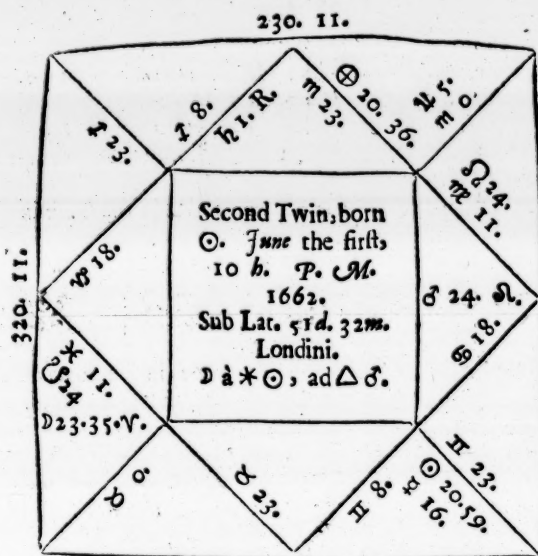 230. 11.
♐ 8.
♄ 1. R.
♏ 23.
⊗ 20. 36.
♃ 5.
♏ 0.
♐ 23.
☊ 24.
♍ 11.
320. 11.
♑ 18.
Second Twin, born
☉. June the firſt,
10 h. P. M.
1662.
Sub Lat. 51d. 32m.
Londini.
☽ à ⚹ ☉, ad △ ♂.
♂ 24. ♌.
♋ 18.
♓ 11.
☋24
☽23.35.♈.
♉ 0.
♉ 23.
♊ 8.
♊ 23.
☉ 20.59.
16.